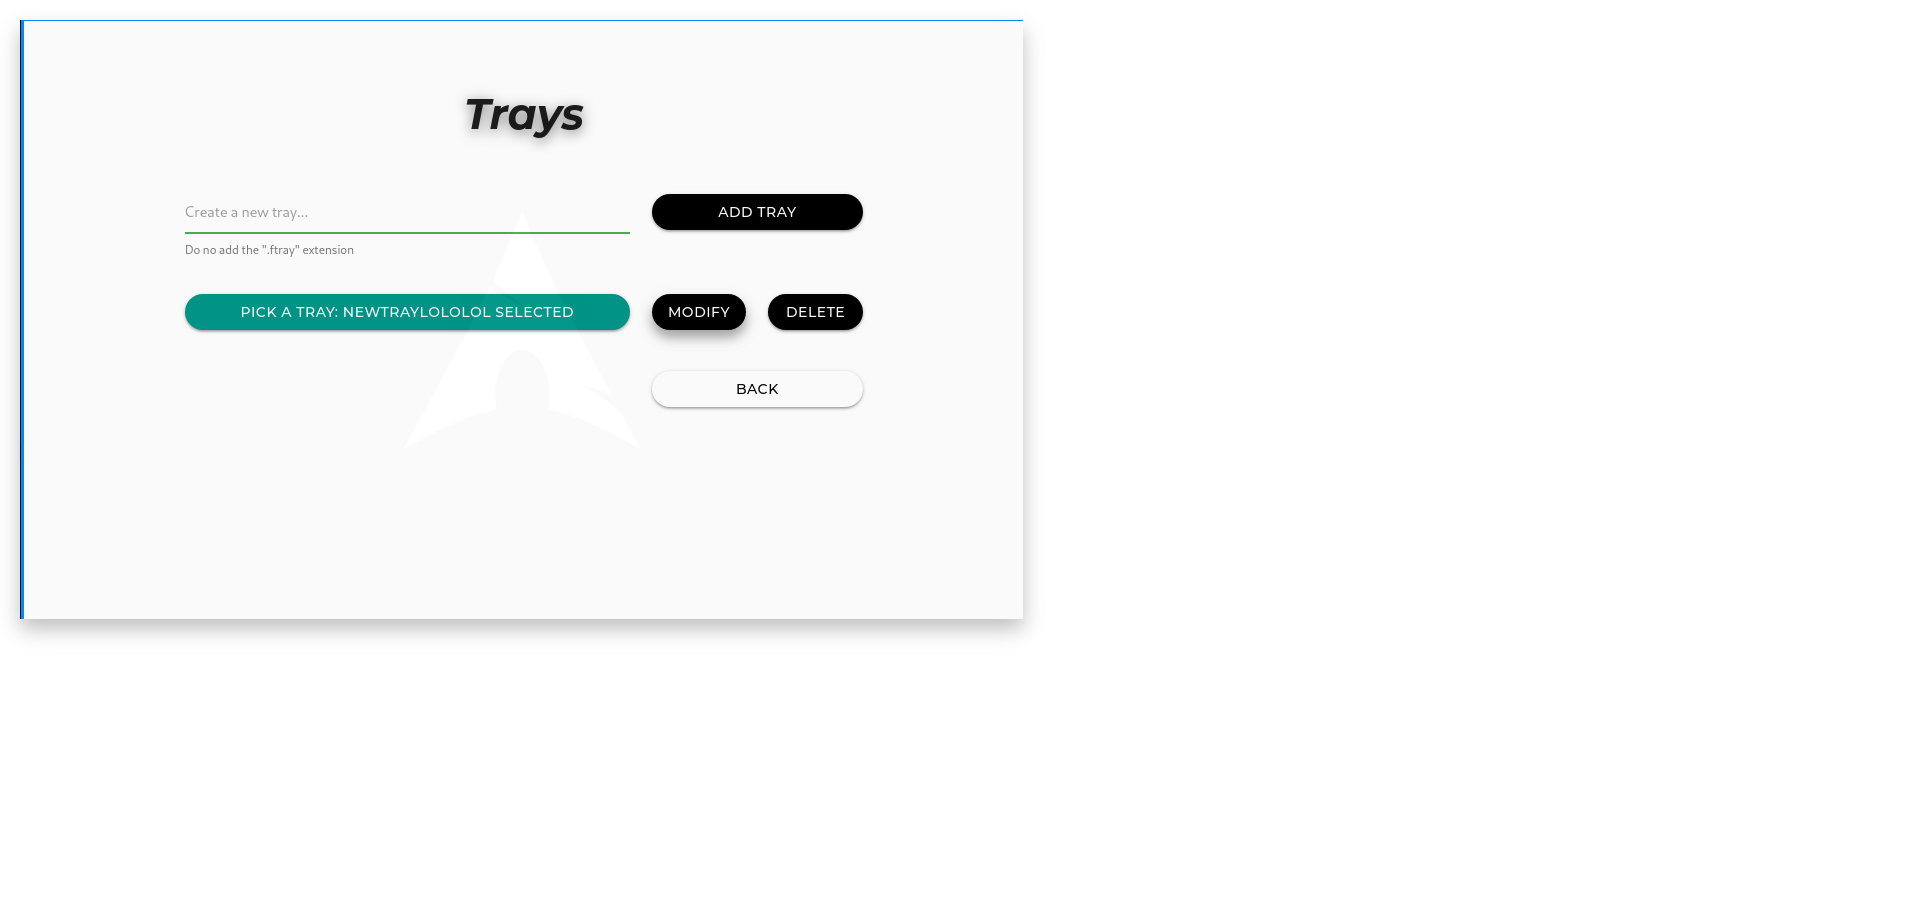 Trays
Create a new tray...
ADD TRAY
Do no add the ".ftray" extension
PICK A TRAY: NEWTRAYLOLOLOL SELECTED
MODIFY
DELETE
BACK